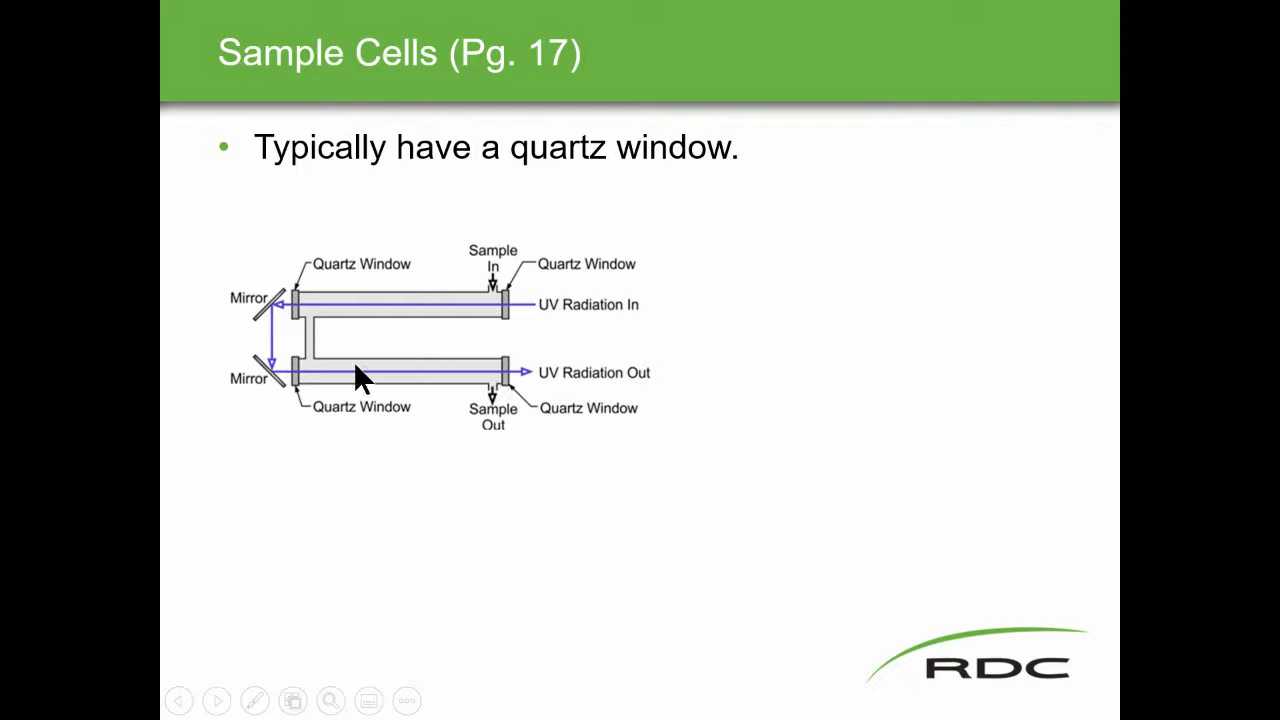 Sample Cells (Pg. 17)
• Typically have a quartz window.
Sample
In
Quartz Window
Quartz Window
Mirror
UV Radiation In
Mirror
UV Radiation Out
Quartz Window
Sample
Out
Quartz Window
RDC